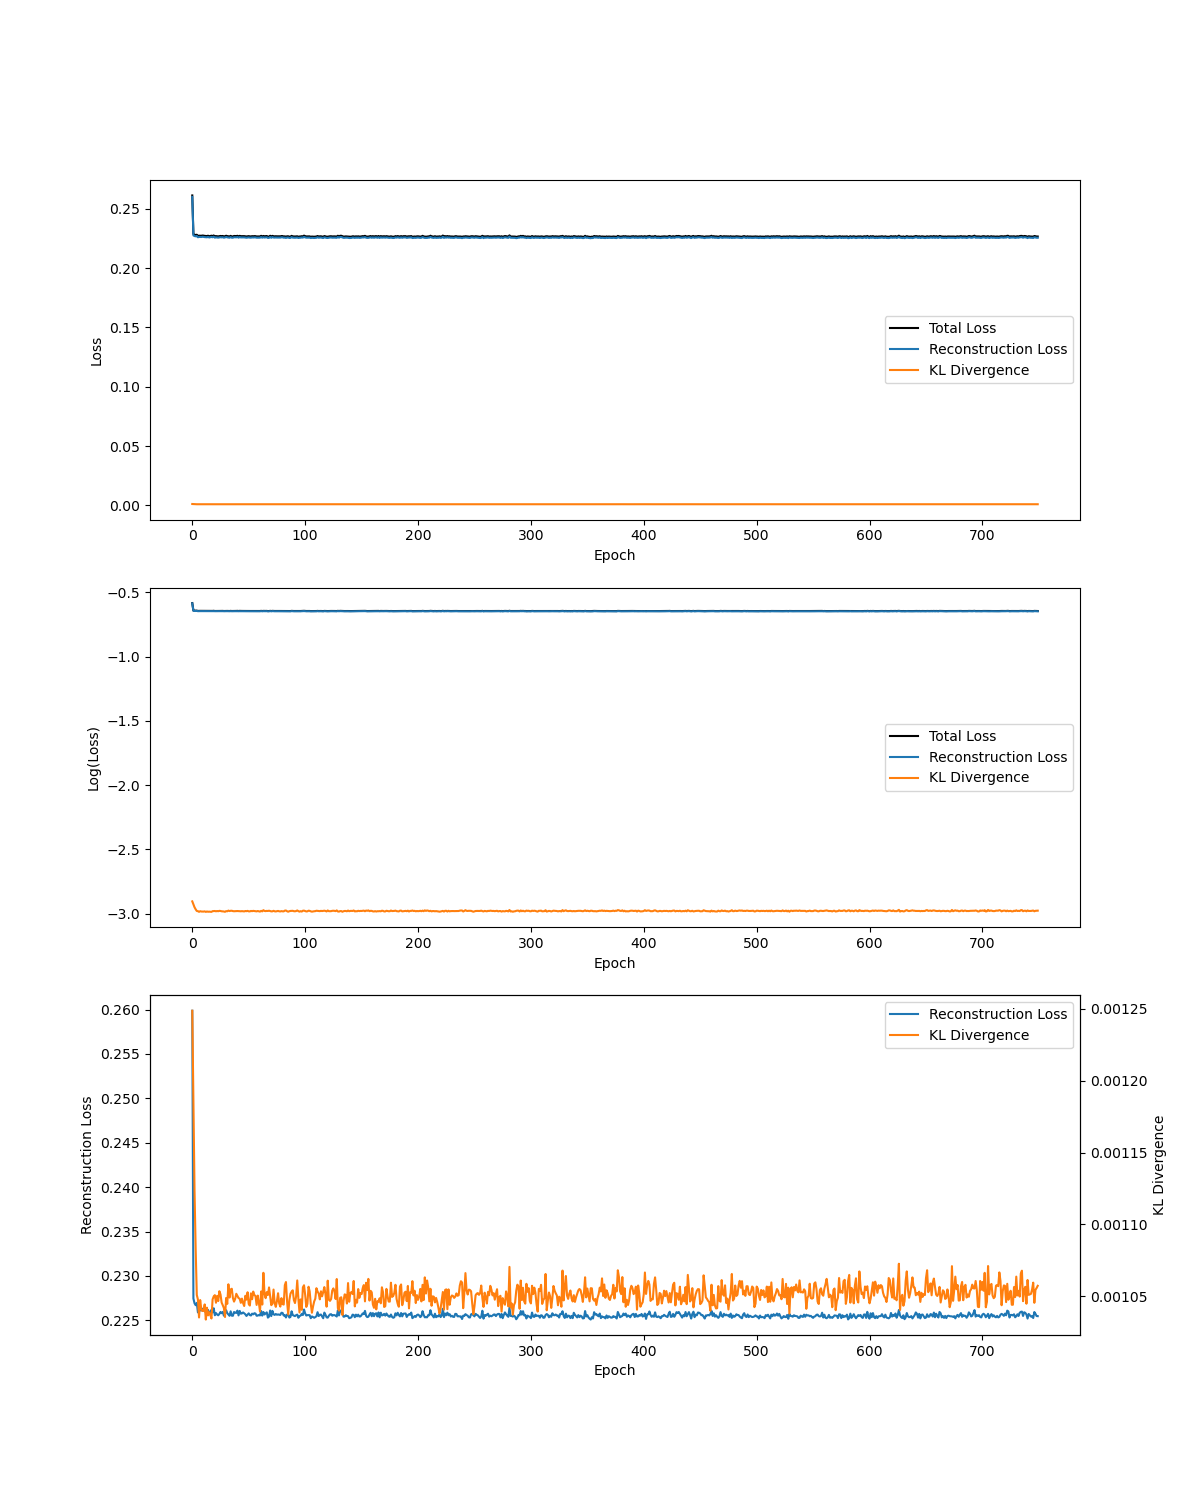 0.25
0.20
0.15
0.10
0.05
0.00
Loss
Total Loss
Reconstruction Loss
KL Divergence
0 100 200 300 400 500 600 700
Epoch
−0.5
−1.0
−1.5
−2.0
−2.5
−3.0
Log(Loss)
Total Loss
Reconstruction Loss
KL Divergence
0 100 200 300 400 500 600 700
Epoch
0.260
0.255
0.250
0.245
0.240
0.235
0.230
0.225
Reconstruction Loss
Reconstruction Loss
KL Divergence
0.00125
0.00120
0.00115
0.00110
0.00105
KL Divergence
0 100 200 300 400 500 600 700
Epoch